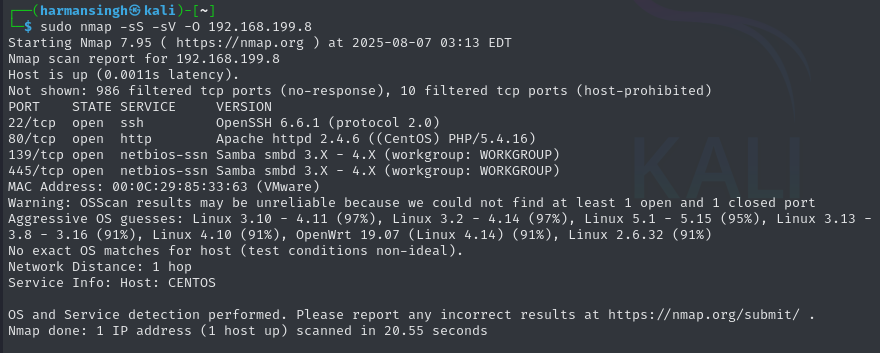 ┌──(harmansingh㉿kali)-[~]
└─$ sudo nmap -sS -sV -O 192.168.199.8
Starting Nmap 7.95 ( https://nmap.org ) at 2025-08-07 03:13 EDT
Nmap scan report for 192.168.199.8
Host is up (0.0011s latency).
Not shown: 986 filtered tcp ports (no-response), 10 filtered tcp ports (host-prohibited)
PORT    STATE SERVICE     VERSION
22/tcp  open  ssh         OpenSSH 6.6.1 (protocol 2.0)
80/tcp  open  http        Apache httpd 2.4.6 ((CentOS) PHP/5.4.16)
139/tcp open  netbios-ssn Samba smbd 3.X - 4.X (workgroup: WORKGROUP)
445/tcp open  netbios-ssn Samba smbd 3.X - 4.X (workgroup: WORKGROUP)
MAC Address: 00:0C:29:85:33:63 (VMware)
Warning: OSScan results may be unreliable because we could not find at least 1 open and 1 closed port
Aggressive OS guesses: Linux 3.10 - 4.11 (97%), Linux 3.2 - 4.14 (97%), Linux 5.1 - 5.15 (95%), Linux 3.13 -
3.8 - 3.16 (91%), Linux 4.10 (91%), OpenWrt 19.07 (Linux 4.14) (91%), Linux 2.6.32 (91%)
No exact OS matches for host (test conditions non-ideal).
Network Distance: 1 hop
Service Info: Host: CENTOS

OS and Service detection performed. Please report any incorrect results at https://nmap.org/submit/ .
Nmap done: 1 IP address (1 host up) scanned in 20.55 seconds
KALI